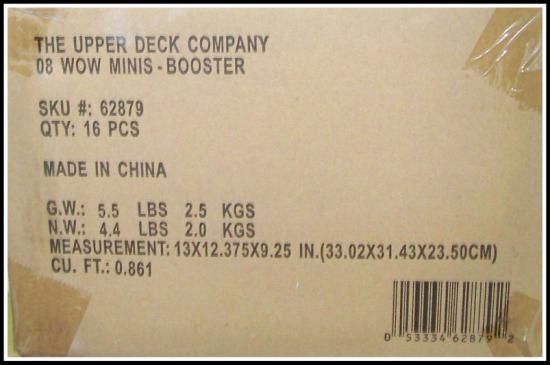 THE UPPER DECK COMPANY
08 WOW MINIS - BOOSTER
SKU #: 62879
QTY: 16 PCS
MADE IN CHINA
G.W.: 5.5 LBS 2.5 KGS
N.W.: 4.4 LBS 2.0 KGS
MEASUREMENT: 13X12.375X9.25 IN.(33.02X31.43X23.50CM)
CU. FT.: 0.861
0 53334 62879 2